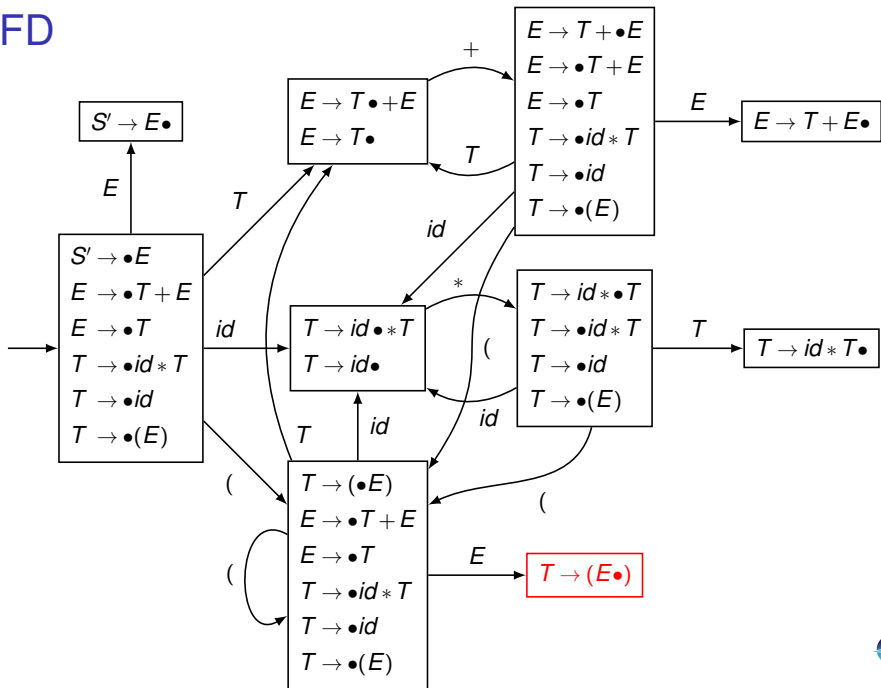 FD
S′ → E•
E
S′ → •E
E → •T + E
E → •T
T → •id * T
T → •id
T → •(E)
T
id
(
E → T• +E
E → T•
+
T
E → T + •E
E → •T + E
E → •T
T → •id * T
T → •id
T → •(E)
E
E → T + E•
id
(
T → id • *T
T → id•
*
id
T → id * •T
T → •id * T
T → •id
T → •(E)
T
T → id * T•
(
T
id
T → (•E)
E → •T + E
E → •T
T → •id * T
T → •id
T → •(E)
(
E
T → (E•)